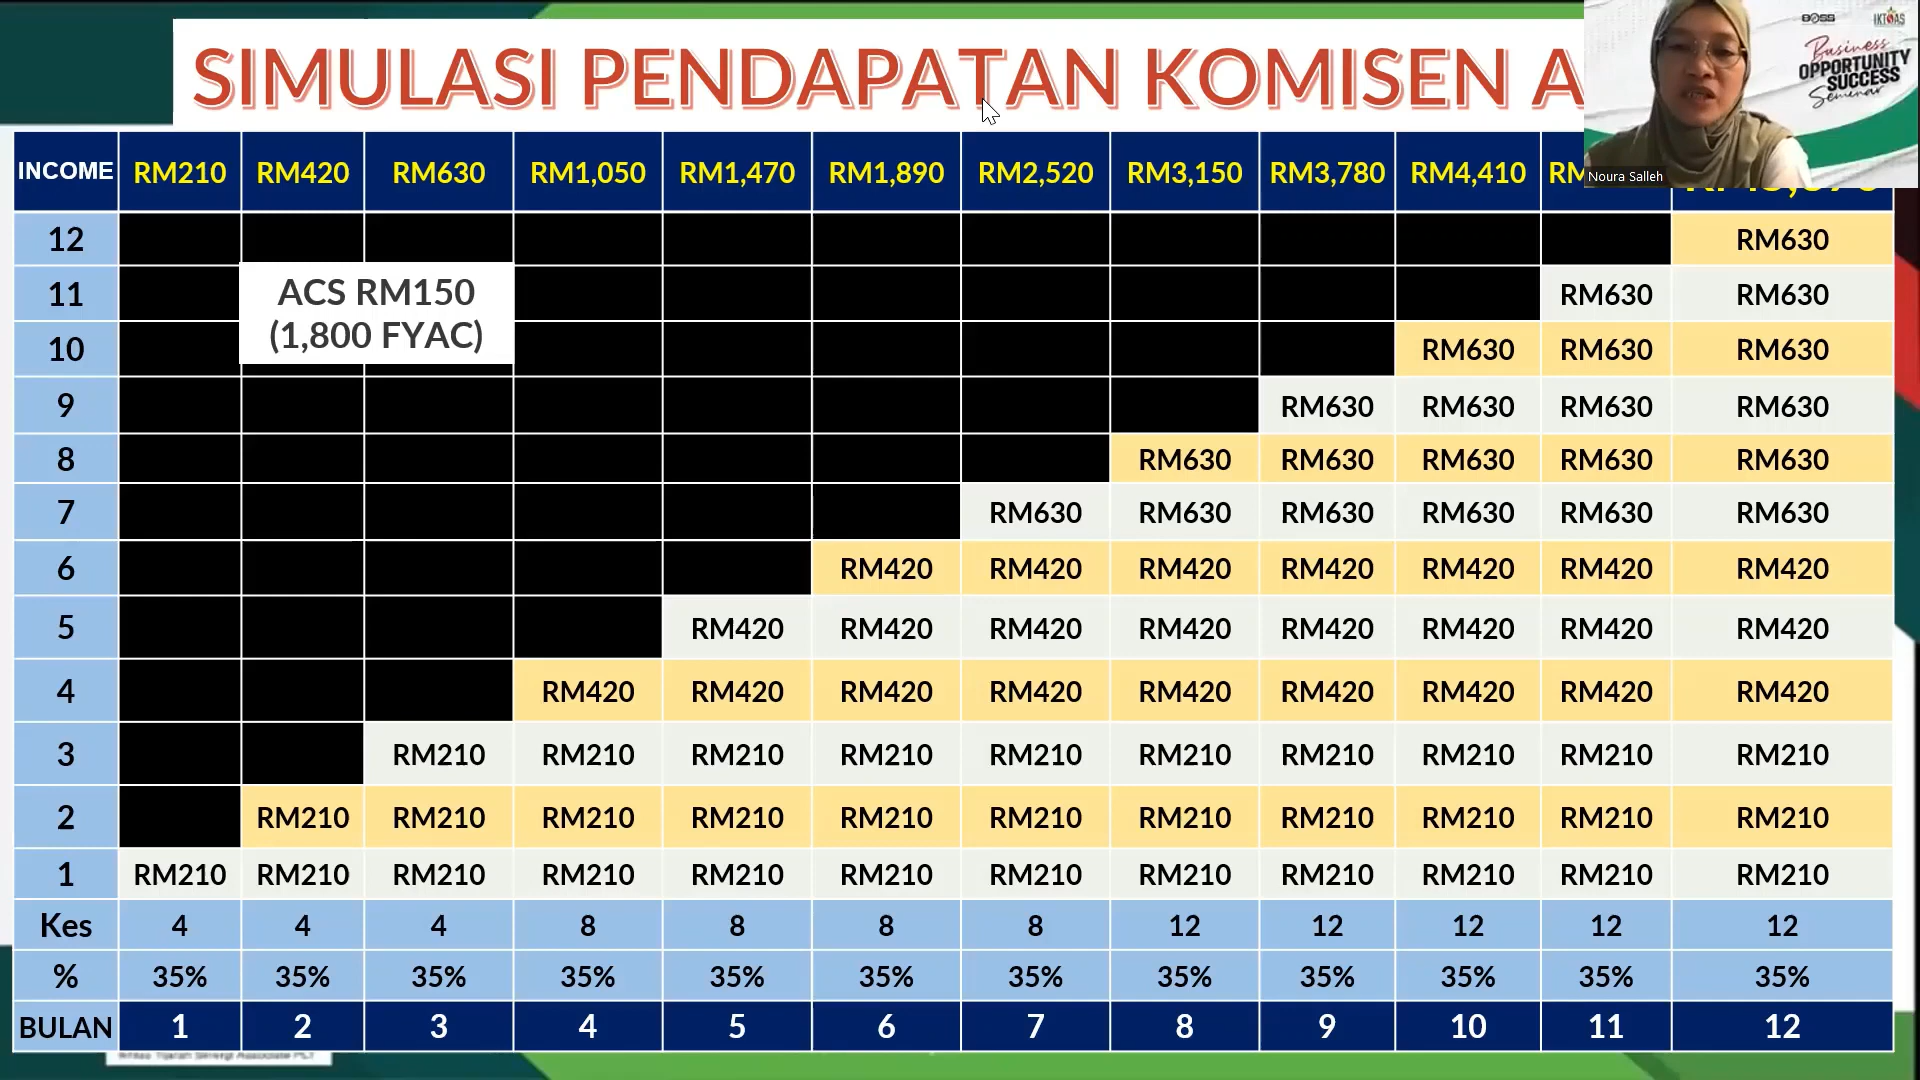 SIMULASI PENDAPATAN KOMISEN A
BOSS
IKTQAS
Business
OPPORTUNITY
SUCCESS
Seminar
Noura Salleh
INCOME RM210 RM420 RM630 RM1,050 RM1,470 RM1,890 RM2,520 RM3,150 RM3,780 RM4,410 RM
12 RM630
ACS RM150
(1,800 FYAC)
11 RM630 RM630
10 RM630 RM630 RM630
9 RM630 RM630 RM630 RM630
8 RM630 RM630 RM630 RM630 RM630
7 RM630 RM630 RM630 RM630 RM630 RM630
6 RM420 RM420 RM420 RM420 RM420 RM420 RM420
5 RM420 RM420 RM420 RM420 RM420 RM420 RM420 RM420
4 RM420 RM420 RM420 RM420 RM420 RM420 RM420 RM420 RM420
3 RM210 RM210 RM210 RM210 RM210 RM210 RM210 RM210 RM210 RM210
2 RM210 RM210 RM210 RM210 RM210 RM210 RM210 RM210 RM210 RM210 RM210
1 RM210 RM210 RM210 RM210 RM210 RM210 RM210 RM210 RM210 RM210 RM210 RM210
Kes 4 4 4 8 8 8 8 12 12 12 12 12
% 35% 35% 35% 35% 35% 35% 35% 35% 35% 35% 35% 35%
BULAN 1 2 3 4 5 6 7 8 9 10 11 12